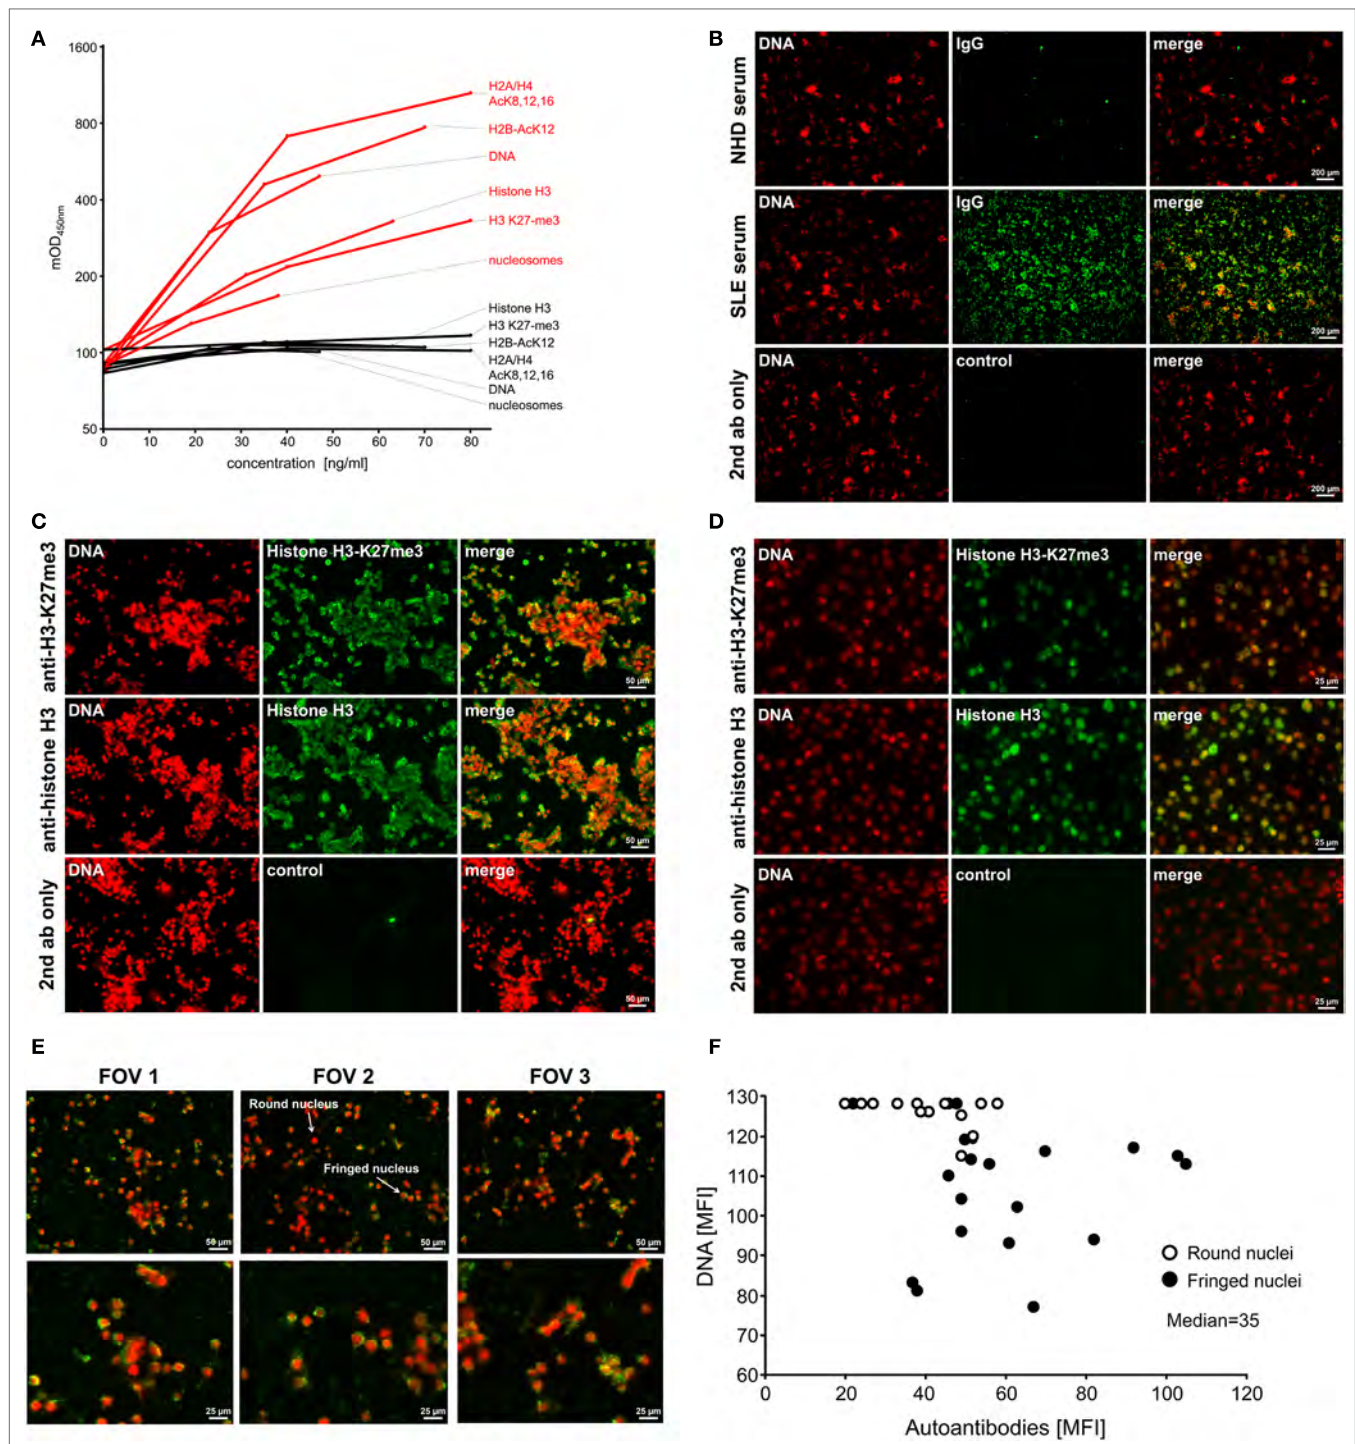 A
1600
800
400
200
100
50
mOD450nm
0
10
20
30
40
50
60
70
80
concentration [ng/ml]
H2A/H4
AcK8,12,16
H2B-AcK12
DNA
Histone H3
H3 K27-me3
nucleosomes
Histone H3
H3 K27-me3
H2B-AcK12
H2A/H4
AcK8,12,16
DNA
nucleosomes
B
NHD serum
DNA
IgG
merge
200 µm
SLE serum
DNA
IgG
merge
200 µm
2nd ab only
DNA
control
merge
200 µm
C
anti-H3-K27me3
DNA
Histone H3-K27me3
merge
50 µm
anti-histone H3
DNA
Histone H3
merge
50 µm
2nd ab only
DNA
control
merge
50 µm
D
anti-H3-K27me3
DNA
Histone H3-K27me3
merge
25 µm
anti-histone H3
DNA
Histone H3
merge
25 µm
2nd ab only
DNA
control
merge
25 µm
E
FOV 1
FOV 2
FOV 3
50 µm
Round nucleus
Fringed nucleus
50 µm
50 µm
25 µm
25 µm
25 µm
F
130
120
110
100
90
80
70
60
DNA [MFI]
0
20
40
60
80
100
120
Autoantibodies [MFI]
Round nuclei
Fringed nuclei
Median=35